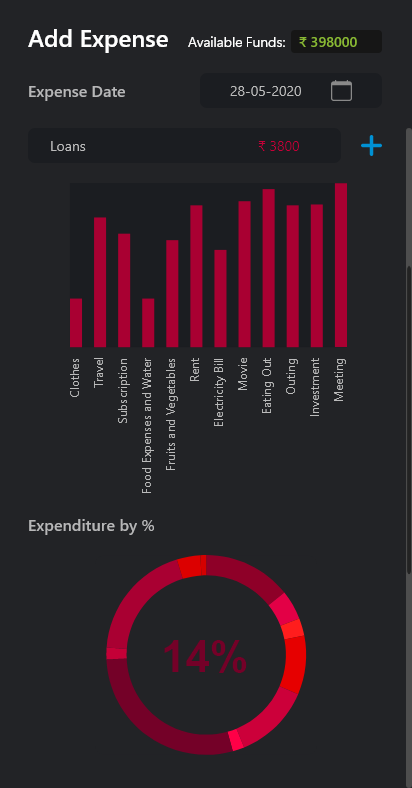 Add Expense
Available Funds: ₹ 398000
Expense Date
28-05-2020
Loans ₹ 3800
Clothes
Travel
Subscription
Food Expenses and Water
Fruits and Vegetables
Rent
Electricity Bill
Movie
Eating Out
Outing
Investment
Meeting
Expenditure by %
14%